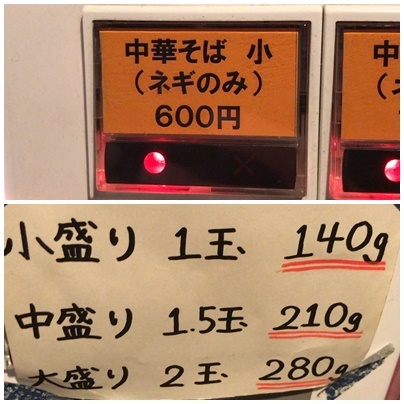 中華そば 小
（ネギのみ）
600円
中
（
小盛り 1玉 140g
中盛り 1.5玉 210g
大盛り 2玉 280g